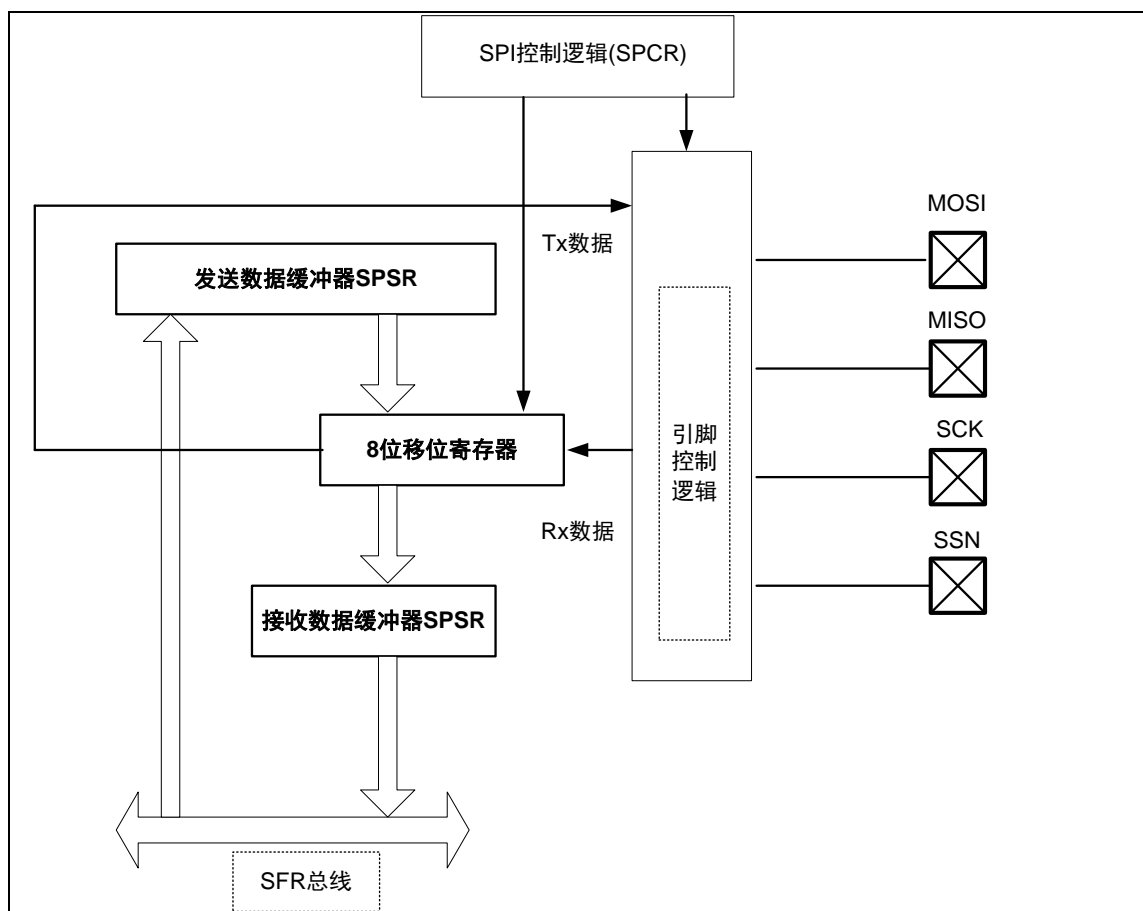 SPI控制逻辑(SPCR)
MOSI
Tx数据
发送数据缓冲器SPSR
MISO
8位移位寄存器
引脚
控制
逻辑
SCK
Rx数据
SSN
接收数据缓冲器SPSR
SFR总线